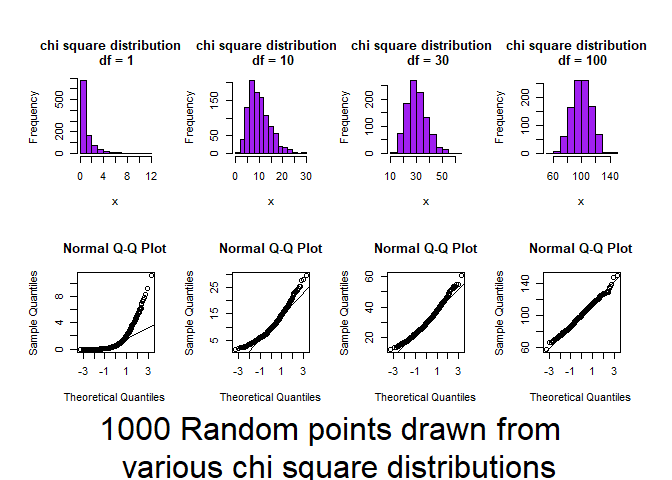 chi square distribution
df = 1
chi square distribution
df = 10
chi square distribution
df = 30
chi square distribution
df = 100
Frequency
0 200 500
0 4 8 12
x
Frequency
0 50 150
0 10 20 30
x
Frequency
0 100 200
10 30 50
x
Frequency
0 100 200
60 100 140
x
Normal Q-Q Plot
Sample Quantiles
0 4 8
-3 -1 1 3
Theoretical Quantiles
Normal Q-Q Plot
Sample Quantiles
5 15 25
-3 -1 1 3
Theoretical Quantiles
Normal Q-Q Plot
Sample Quantiles
20 40 60
-3 -1 1 3
Theoretical Quantiles
Normal Q-Q Plot
Sample Quantiles
60 100 140
-3 -1 1 3
Theoretical Quantiles
1000 Random points drawn from
various chi square distributions